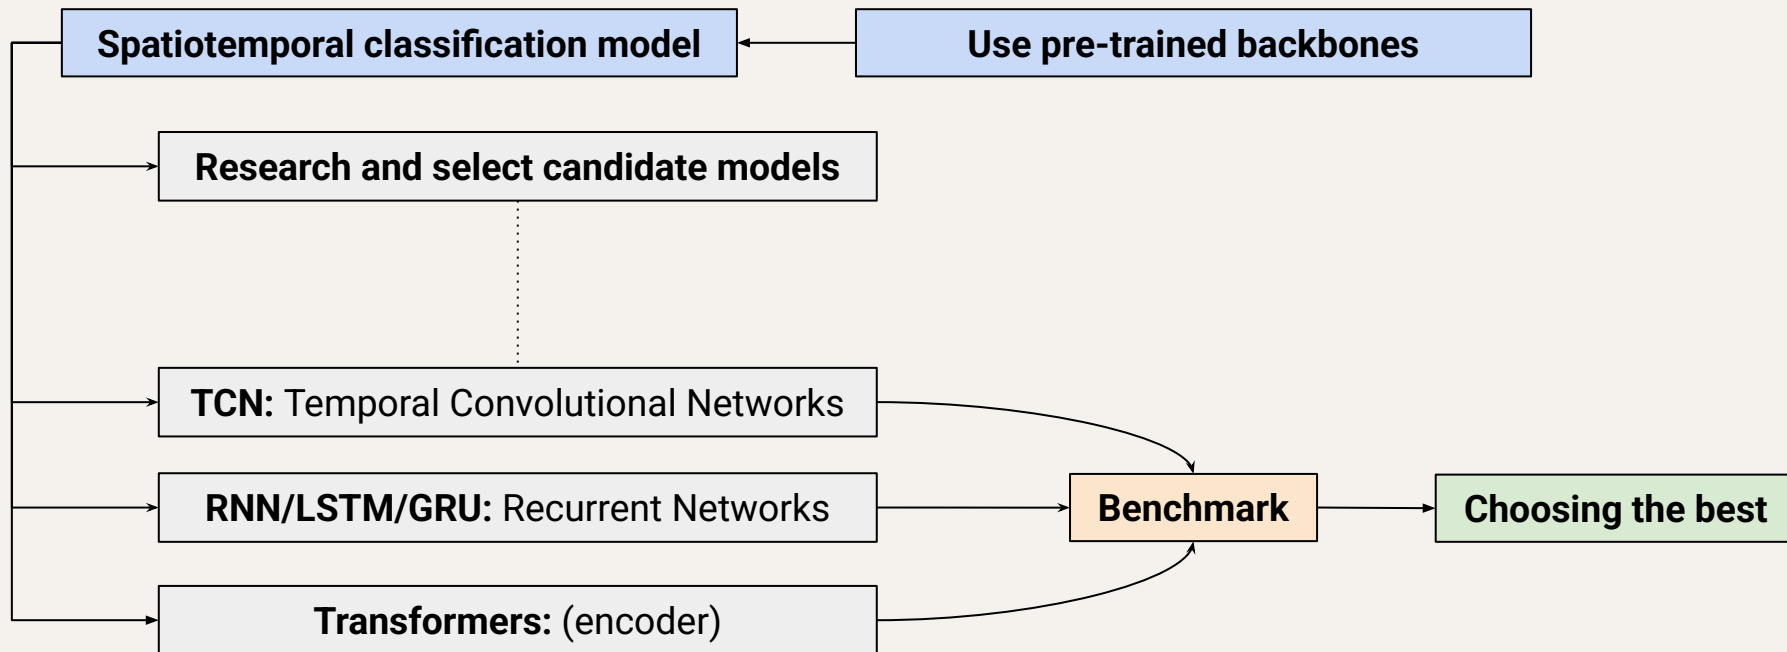 Spatiotemporal classification model
Use pre-trained backbones
Research and select candidate models
TCN: Temporal Convolutional Networks
RNN/LSTM/GRU: Recurrent Networks
Benchmark
Choosing the best
Transformers: (encoder)